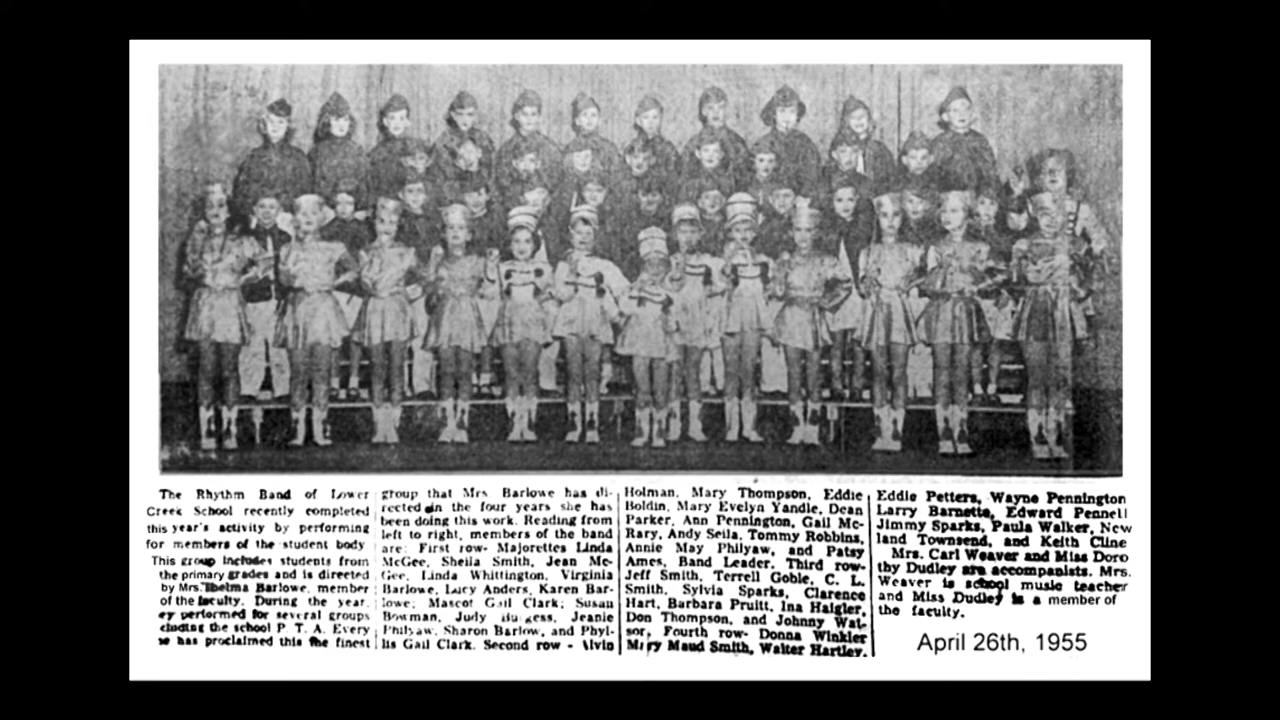 The Rhythm Band of Lower
Creek School recently completed
this year's activity by performing
for members of the student body
This group includes students from
the primary grades and is directed
by Mrs. Thelma Barlowe, member
of the faculty. During the year,
ey performed for several groups
cluding the school P. T. A. Every
e has proclaimed this the finest
group that Mrs. Barlowe has di-
rected in the four years she has
been doing this work. Reading from
left to right, members of the band
are: First row- Majorettes Linda
McGee, Sheila Smith, Jean Mc-
Gee, Linda Whittington, Virginia
Barlowe, Lucy Anders, Karen Bar-
lowe; Mascot Gail Clark; Susan
Bowman, Judy Burgess, Jeanie
Philyaw, Sharon Barlow, and Phyl-
lis Gail Clark. Second row - Alvin
Holman, Mary Thompson, Eddie
Boldin, Mary Evelyn Yandle, Dean
Parker, Ann Pennington, Gail Mc-
Rary, Andy Seila, Tommy Robbins,
Annie May Philyaw, and Patsy
Ames, Band Leader. Third row-
Jeff Smith, Terrell Goble, C. L.
Smith, Sylvia Sparks, Clarence
Hart, Barbara Pruitt, Ina Haigler,
Don Thompson, and Johnny Wat-
sor, Fourth row- Donna Winkler
Mary Maud Smith, Walter Hartley,
Eddie Petters, Wayne Pennington
Larry Barnette, Edward Pennell
Jimmy Sparks, Paula Walker, New
land Townsend, and Keith Cline
Mrs. Carl Weaver and Miss Doro
thy Dudley are accompanists. Mrs.
Weaver is school music teacher
and Miss Dudley is a member of
the faculty.
April 26th, 1955